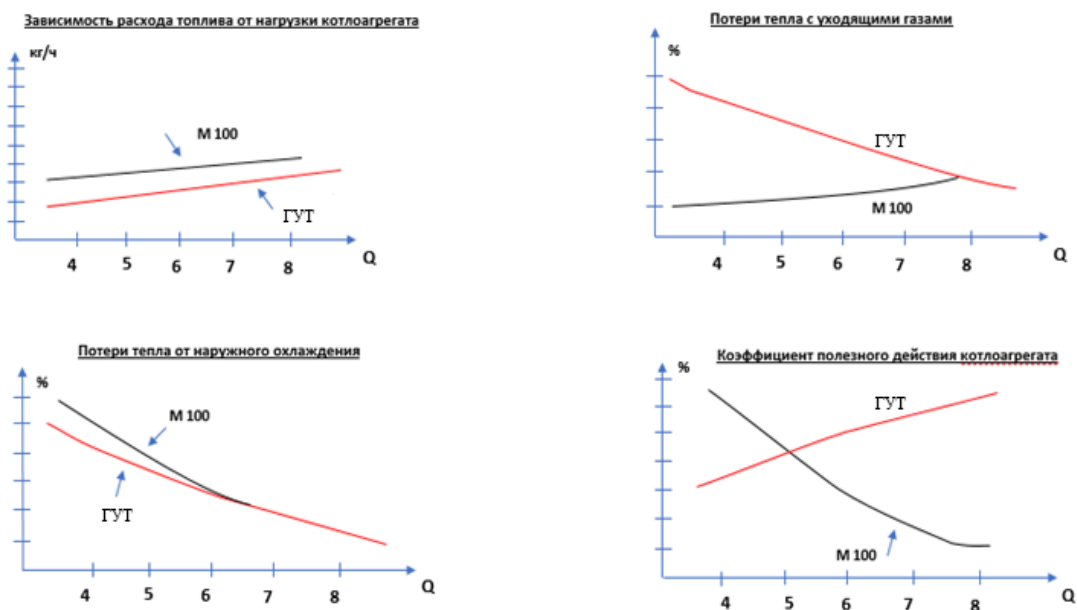 Зависимость расхода топлива от нагрузки котлоагрегата
кг/ч
М 100
ГУТ
4 5 6 7 8 Q
Потери тепла с уходящими газами
%
ГУТ
М 100
4 5 6 7 8 Q
Потери тепла от наружного охлаждения
%
М 100
ГУТ
4 5 6 7 8 Q
Коэффициент полезного действия котлоагрегата
%
ГУТ
М 100
4 5 6 7 8 Q